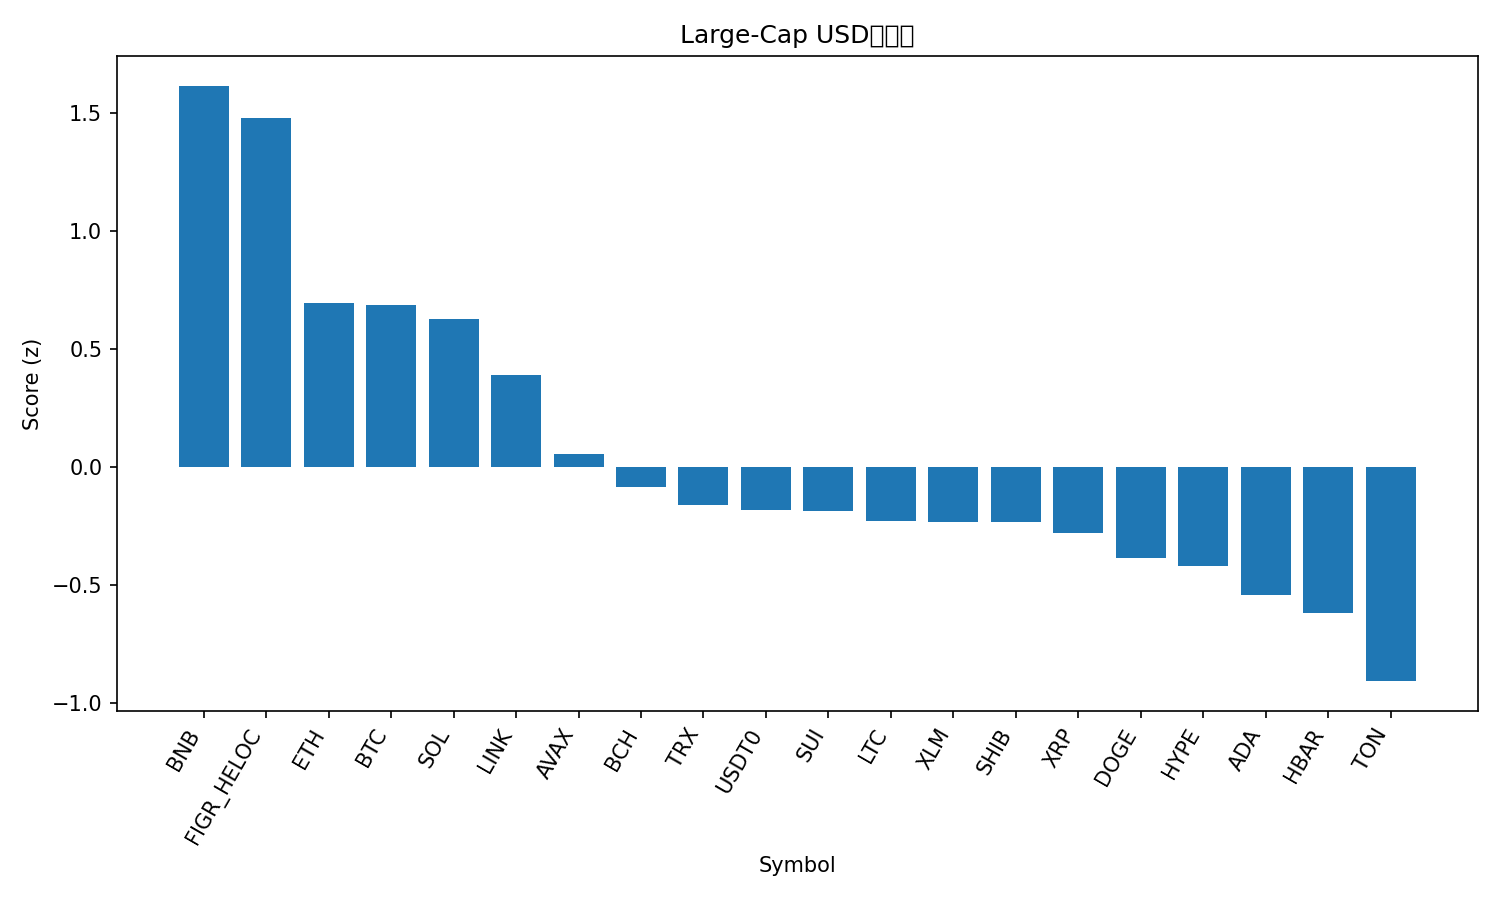 Large-Cap USD
Score (z)
1.5
1.0
0.5
0.0
−0.5
−1.0
BNB
FIGR_HELOC
ETH
BTC
SOL
LINK
AVAX
BCH
TRX
USDT0
SUI
LTC
XLM
SHIB
XRP
DOGE
HYPE
ADA
HBAR
TON
Symbol